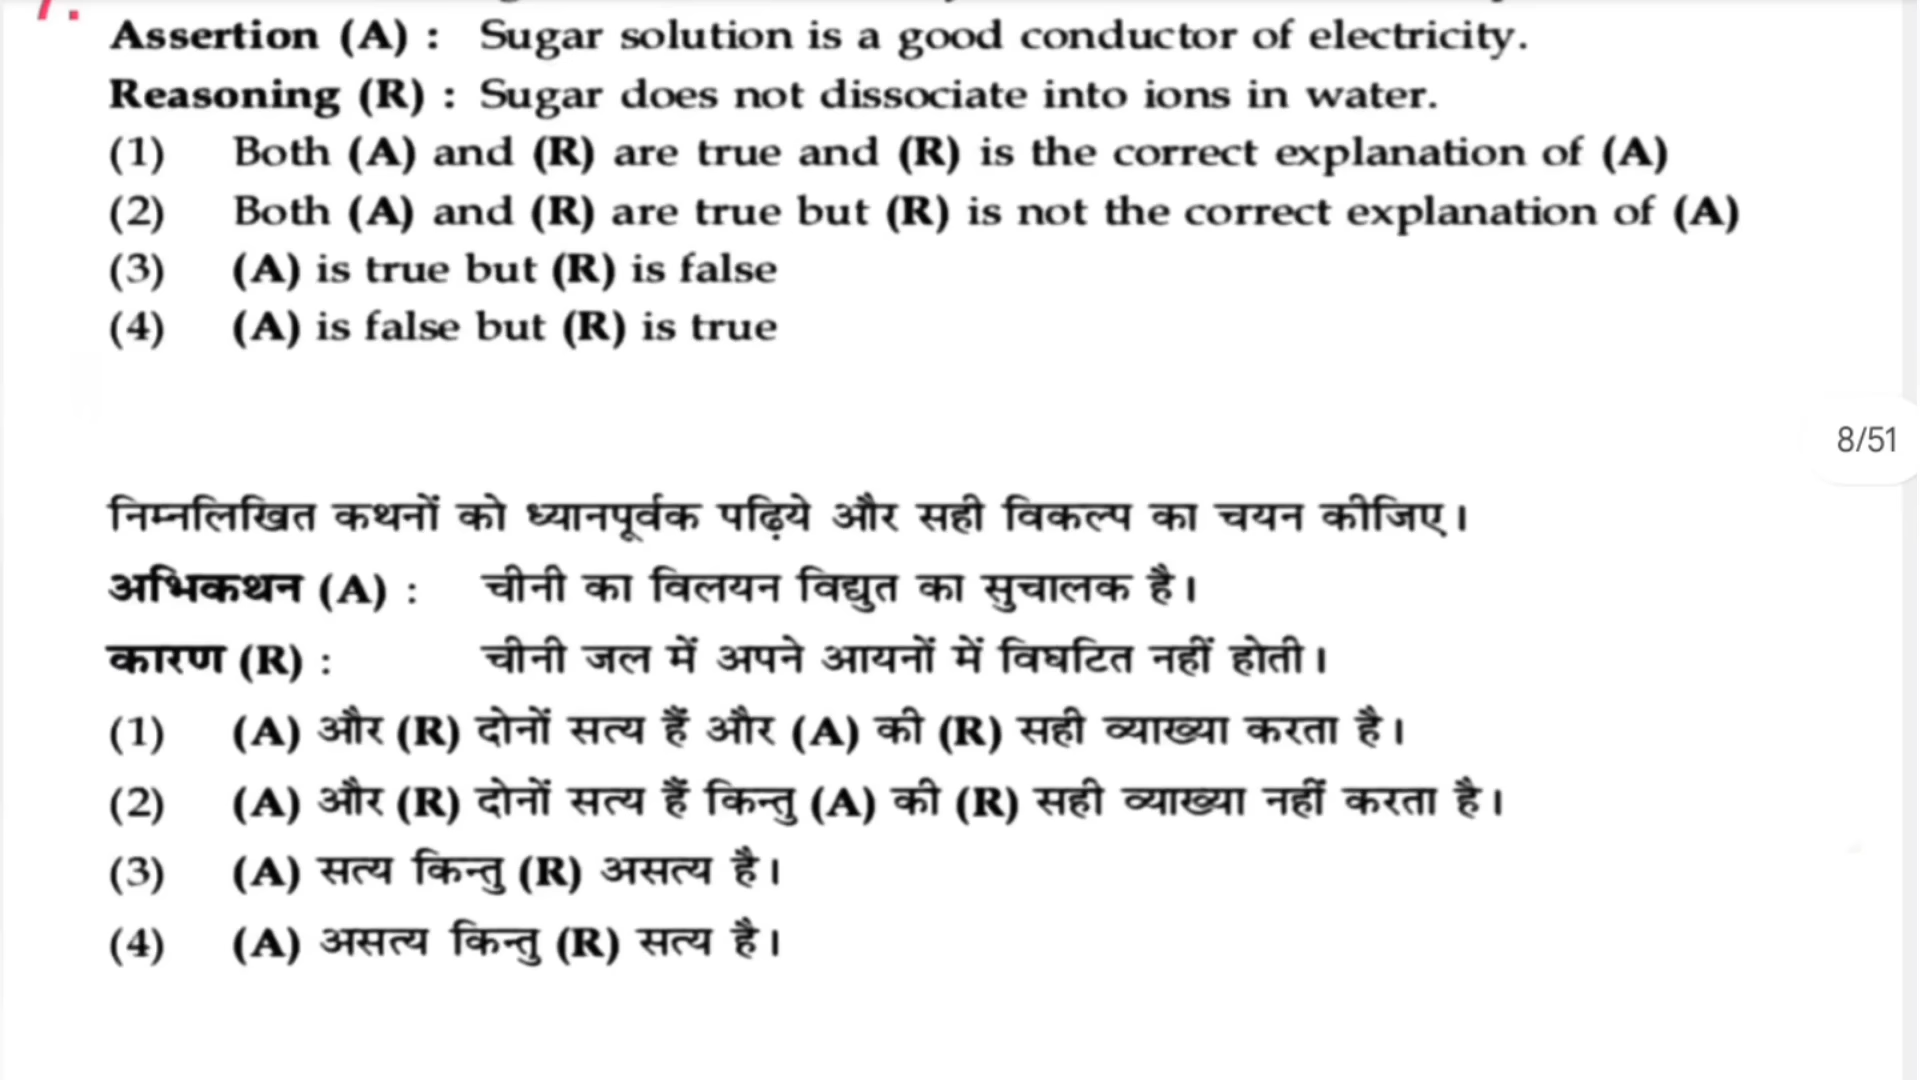 7.
Assertion (A) : Sugar solution is a good conductor of electricity.
Reasoning (R) : Sugar does not dissociate into ions in water.
(1) Both (A) and (R) are true and (R) is the correct explanation of (A)
(2) Both (A) and (R) are true but (R) is not the correct explanation of (A)
(3) (A) is true but (R) is false
(4) (A) is false but (R) is true
8/51
निम्नलिखित कथनों को ध्यानपूर्वक पढ़िये और सही विकल्प का चयन कीजिए।
अभिकथन (A) : चीनी का विलयन विद्युत का सुचालक है।
कारण (R) : चीनी जल में अपने आयनों में विघटित नहीं होती।
(1) (A) और (R) दोनों सत्य हैं और (A) की (R) सही व्याख्या करता है।
(2) (A) और (R) दोनों सत्य हैं किन्तु (A) की (R) सही व्याख्या नहीं करता है।
(3) (A) सत्य किन्तु (R) असत्य है।
(4) (A) असत्य किन्तु (R) सत्य है।